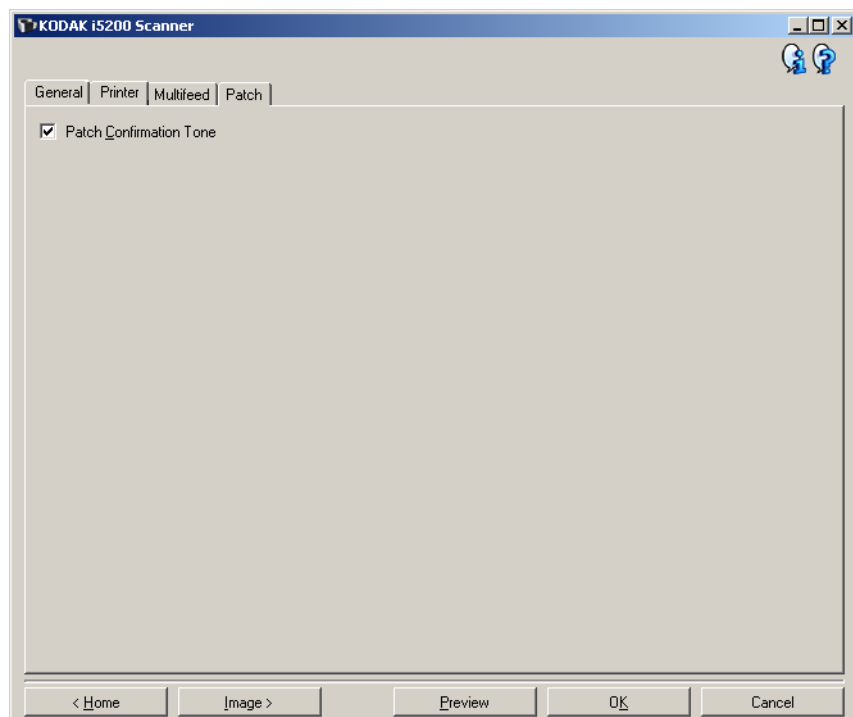 KODAK i5200 Scanner
General Printer Multifeed Patch
Patch Confirmation Tone
< Home Image > Preview OK Cancel